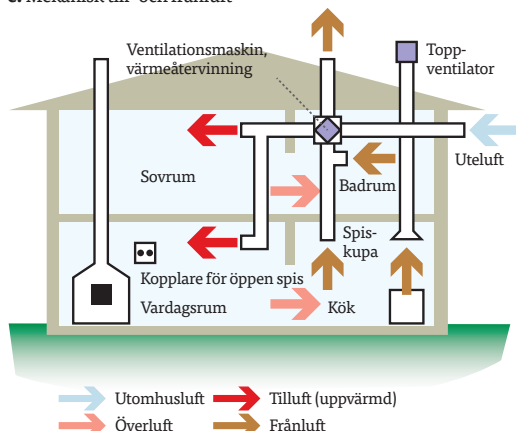 c. Mekanisk till- och frånluft
Ventilationsmaskin,
värmeåtervinning
Topp-
ventilator
Uteluft
Sovrum
Badrum
Spis-
kupa
Kopplare för öppen spis
Vardagsrum
Kök
Utomhusluft
Tilluft (uppvärmd)
Överluft
Frånluft